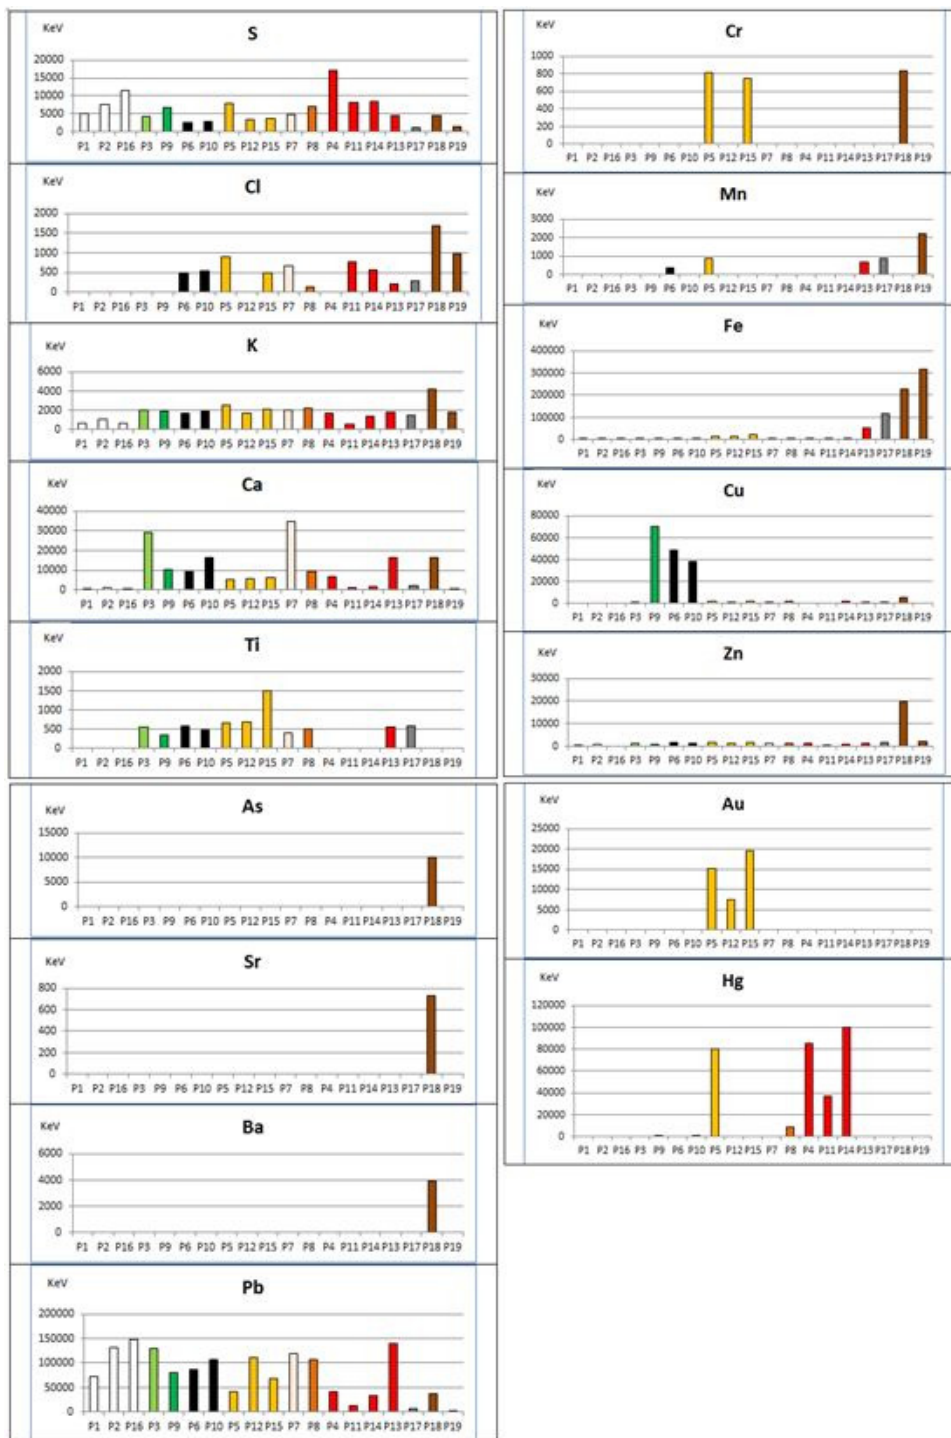 KeV
S
20000
15000
10000
5000
0
P1 P2 P16 P3 P9 P6 P10 P5 P12 P15 P7 P8 P4 P11 P14 P13 P17 P18 P19
KeV
Cl
2000
1500
1000
500
0
P1 P2 P16 P3 P9 P6 P10 P5 P12 P15 P7 P8 P4 P11 P14 P13 P17 P18 P19
KeV
K
6000
4000
2000
0
P1 P2 P16 P3 P9 P6 P10 P5 P12 P15 P7 P8 P4 P11 P14 P13 P17 P18 P19
KeV
Ca
40000
30000
20000
10000
0
P1 P2 P16 P3 P9 P6 P10 P5 P12 P15 P7 P8 P4 P11 P14 P13 P17 P18 P19
KeV
Ti
2000
1500
1000
500
0
P1 P2 P16 P3 P9 P6 P10 P5 P12 P15 P7 P8 P4 P11 P14 P13 P17 P18 P19
KeV
As
15000
10000
5000
0
P1 P2 P16 P3 P9 P6 P10 P5 P12 P15 P7 P8 P4 P11 P14 P13 P17 P18 P19
KeV
Sr
800
600
400
200
0
P1 P2 P16 P3 P9 P6 P10 P5 P12 P15 P7 P8 P4 P11 P14 P13 P17 P18 P19
KeV
Ba
6000
4000
2000
0
P1 P2 P16 P3 P9 P6 P10 P5 P12 P15 P7 P8 P4 P11 P14 P13 P17 P18 P19
KeV
Pb
200000
150000
100000
50000
0
P1 P2 P16 P3 P9 P6 P10 P5 P12 P15 P7 P8 P4 P11 P14 P13 P17 P18 P19
KeV
Cr
1000
800
600
400
200
0
P1 P2 P16 P3 P9 P6 P10 P5 P12 P15 P7 P8 P4 P11 P14 P13 P17 P18 P19
KeV
Mn
3000
2000
1000
0
P1 P2 P16 P3 P9 P6 P10 P5 P12 P15 P7 P8 P4 P11 P14 P13 P17 P18 P19
KeV
Fe
400000
300000
200000
100000
0
P1 P2 P16 P3 P9 P6 P10 P5 P12 P15 P7 P8 P4 P11 P14 P13 P17 P18 P19
KeV
Cu
80000
60000
40000
20000
0
P1 P2 P16 P3 P9 P6 P10 P5 P12 P15 P7 P8 P4 P11 P14 P13 P17 P18 P19
KeV
Zn
30000
20000
10000
0
P1 P2 P16 P3 P9 P6 P10 P5 P12 P15 P7 P8 P4 P11 P14 P13 P17 P18 P19
KeV
Au
25000
20000
15000
10000
5000
0
P1 P2 P16 P3 P9 P6 P10 P5 P12 P15 P7 P8 P4 P11 P14 P13 P17 P18 P19
KeV
Hg
120000
100000
80000
60000
40000
20000
0
P1 P2 P16 P3 P9 P6 P10 P5 P12 P15 P7 P8 P4 P11 P14 P13 P17 P18 P19